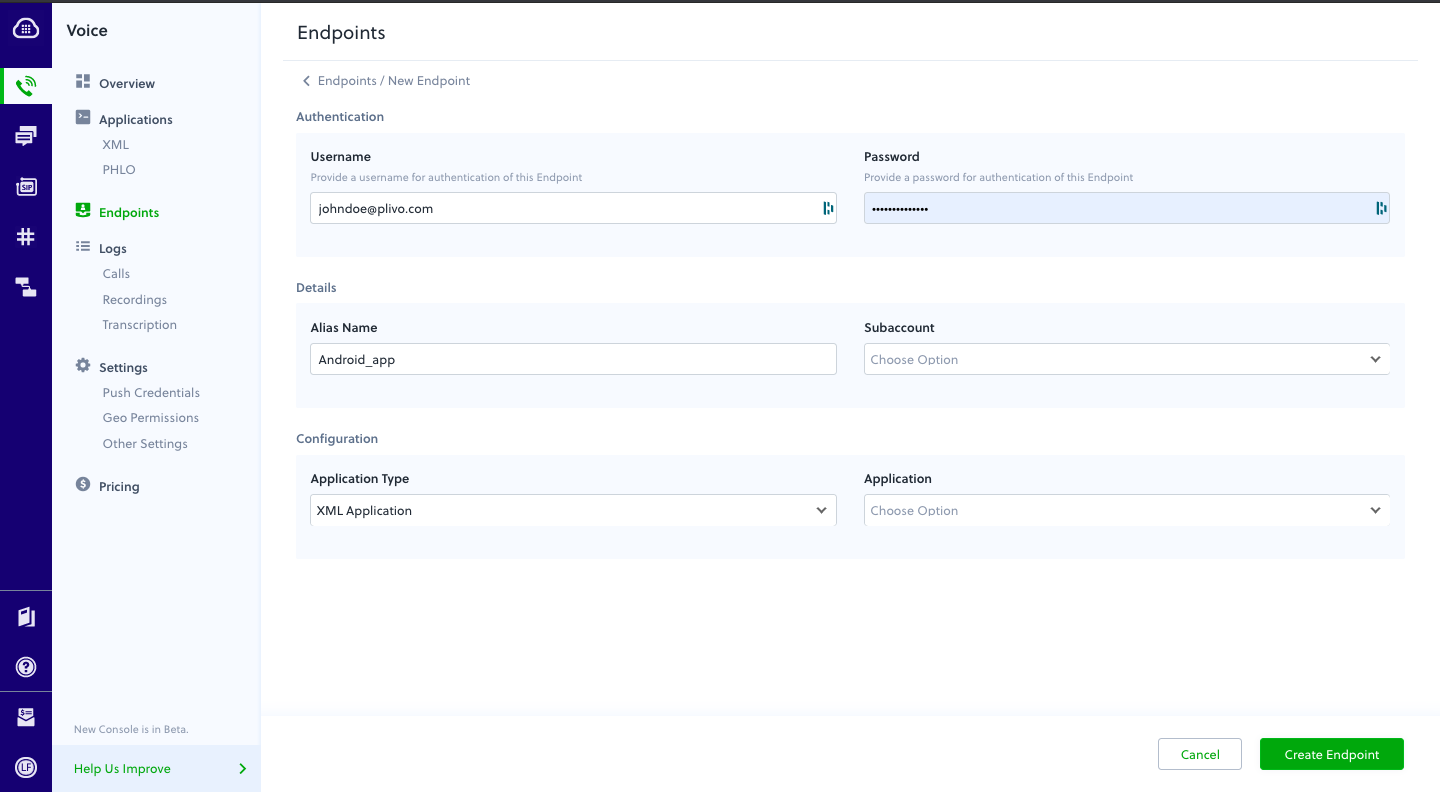 Voice
Overview
Applications
XML
PHLO
Endpoints
Logs
Calls
Recordings
Transcription
Settings
Push Credentials
Geo Permissions
Other Settings
$
Pricing
New Console is in Beta.
Help Us Improve
SIP
?
LF
Endpoints
Endpoints / New Endpoint
Authentication
Username
Provide a username for authentication of this Endpoint
johndoe@plivo.com
Password
Provide a password for authentication of this Endpoint
••••••••••••••
Details
Alias Name
Android_app
Subaccount
Choose Option
Configuration
Application Type
XML Application
Application
Choose Option
Cancel
Create Endpoint